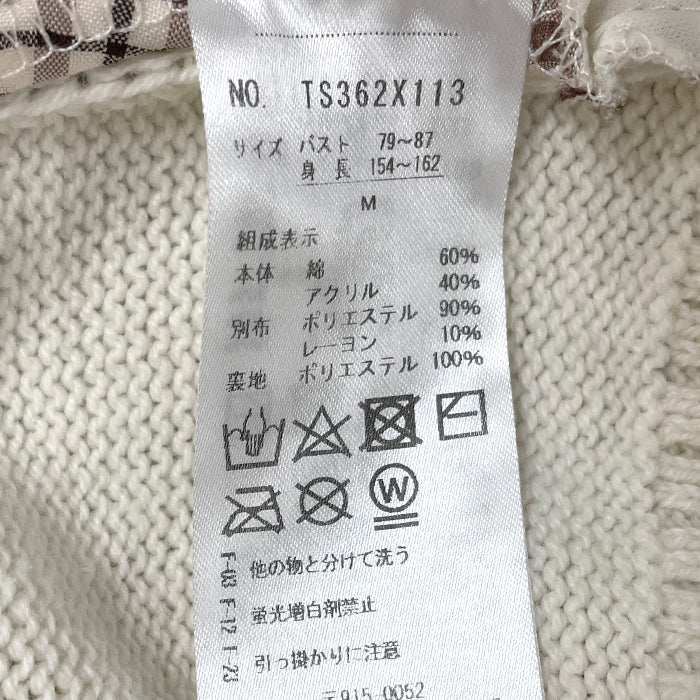 NO. TS362X113
サイズ バスト 79〜87
身長 154〜162
M
組成表示
本体 綿 60%
アクリル 40%
別布 ポリエステル 90%
レーヨン 10%
裏地 ポリエステル 100%
W
他の物と分けて洗う
蛍光増白剤禁止
引っ掛かりに注意
F-03 F-12 F-23
〒915-0052